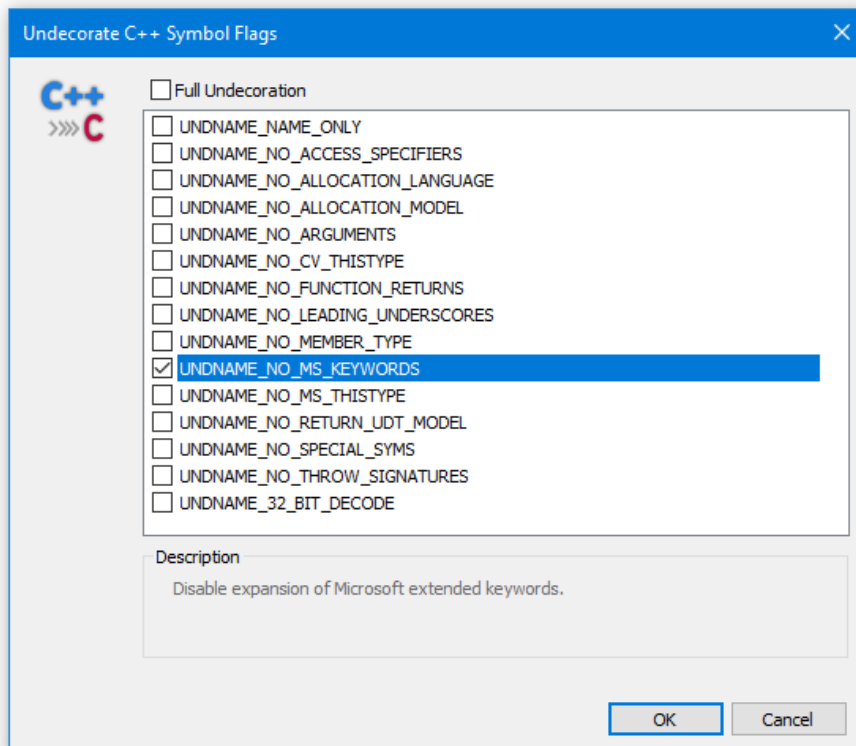 Undecorate C++ Symbol Flags
C++
»»C
Full Undecoration
UNDNAME_NAME_ONLY
UNDNAME_NO_ACCESS_SPECIFIERS
UNDNAME_NO_ALLOCATION_LANGUAGE
UNDNAME_NO_ALLOCATION_MODEL
UNDNAME_NO_ARGUMENTS
UNDNAME_NO_CV_THISTYPE
UNDNAME_NO_FUNCTION_RETURNS
UNDNAME_NO_LEADING_UNDERSCORES
UNDNAME_NO_MEMBER_TYPE
UNDNAME_NO_MS_KEYWORDS
UNDNAME_NO_MS_THISTYPE
UNDNAME_NO_RETURN_UDT_MODEL
UNDNAME_NO_SPECIAL_SYMS
UNDNAME_NO_THROW_SIGNATURES
UNDNAME_32_BIT_DECODE
Description
Disable expansion of Microsoft extended keywords.
OK Cancel